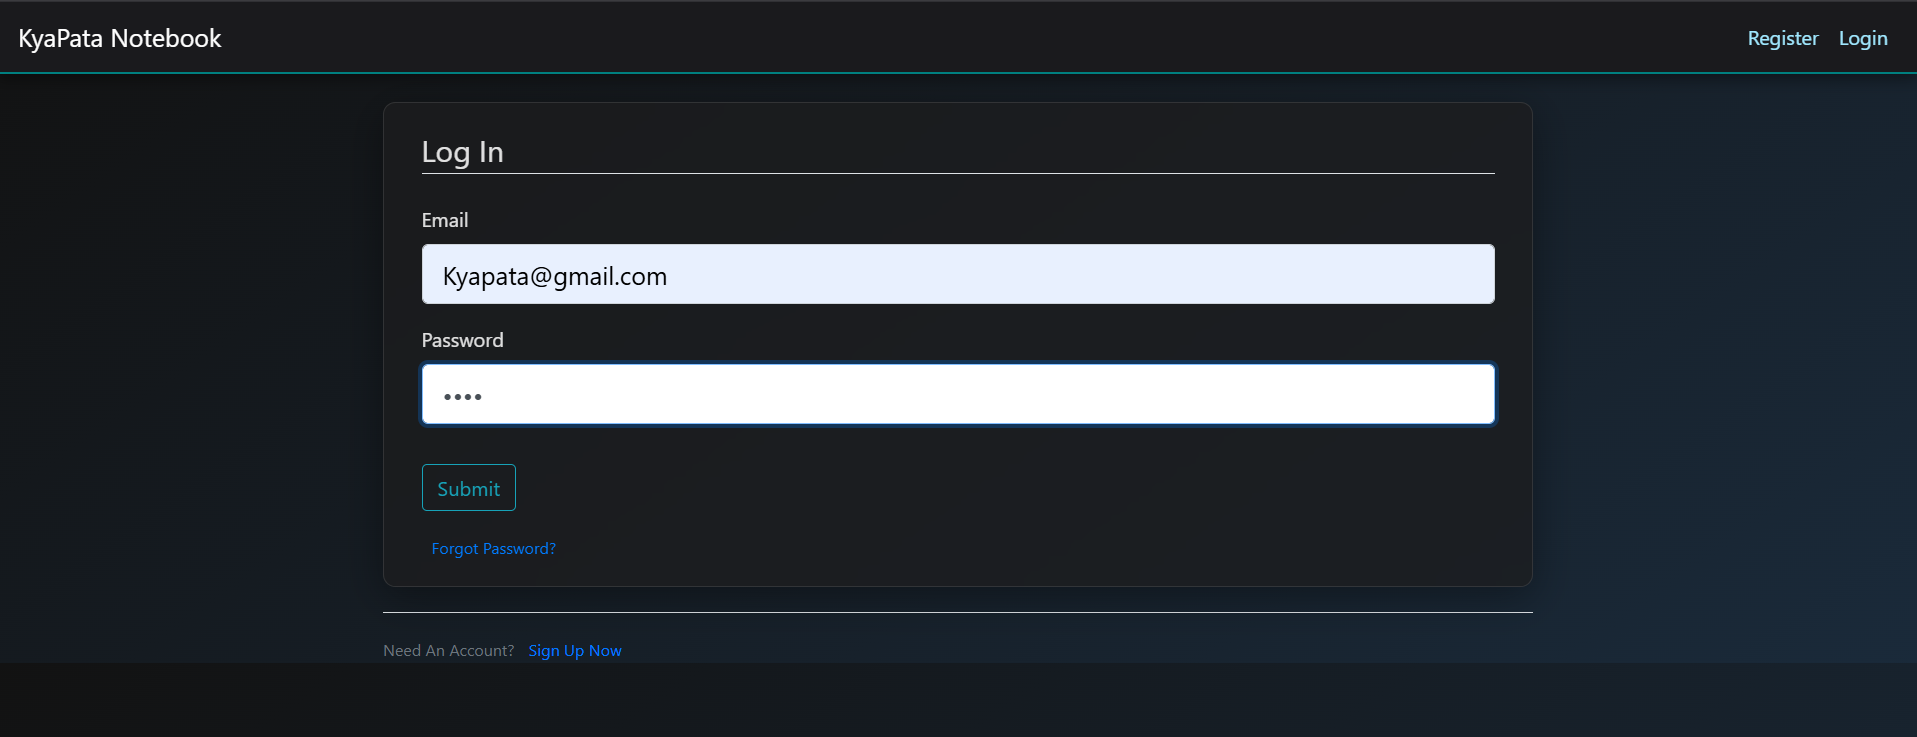 KyaPata Notebook
Register Login
Log In
Email
Kyapata@gmail.com
Password
••••
Submit
Forgot Password?
Need An Account? Sign Up Now